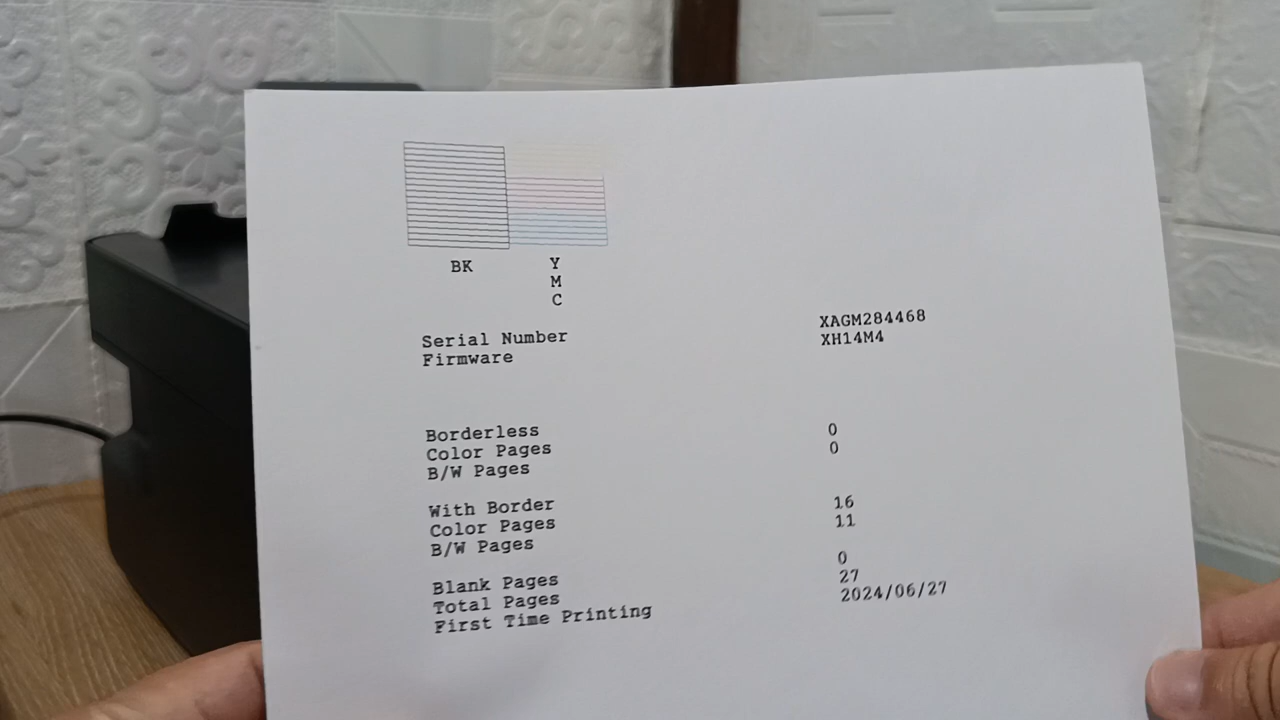 BK
Y
M
C
Serial Number XAGM284468
Firmware XH14M4
Borderless
Color Pages 0
B/W Pages 0
With Border
Color Pages 16
B/W Pages 11
Blank Pages 0
Total Pages 27
First Time Printing 2024/06/27